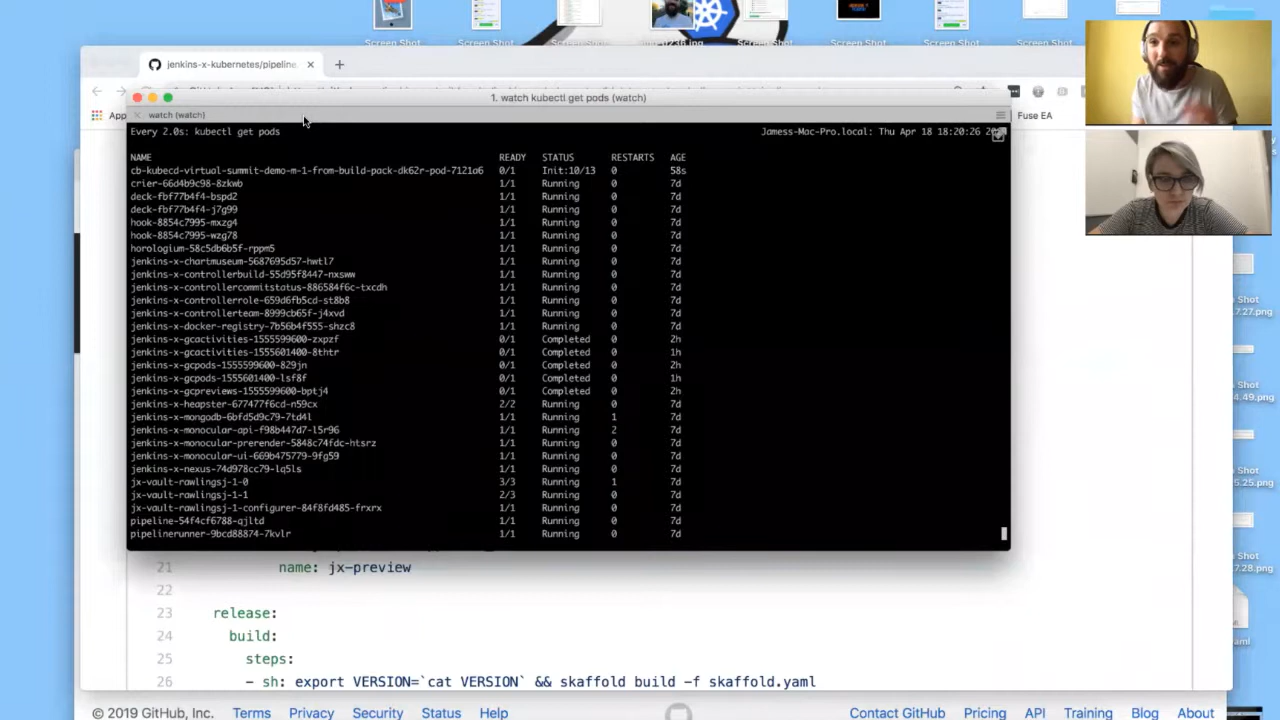 Screen Shot
Screen Shot
Screen Shot
Screen Shot
Screen Shot
Screen Shot
Screen Shot
jenkins-x-kubernetes/pipeline
1. watch kubectl get pods (watch)
Fuse EA
watch (watch)
Every 2.0s: kubectl get pods
Jamess-Mac-Pro.local: Thu Apr 18 18:20:26
NAME READY STATUS RESTARTS AGE
cb-kubecd-virtual-summit-demo-m-1-from-build-pack-dk62r-pod-7121a6 0/1 Init:10/13 0 58s
crier-66d4b9c98-8zkwb 1/1 Running 0 7d
deck-fbf77b4f4-bspd2 1/1 Running 0 7d
deck-fbf77b4f4-j7g99 1/1 Running 0 7d
hook-8854c7995-mxzg4 1/1 Running 0 7d
hook-8854c7995-wzg78 1/1 Running 0 7d
horologium-58c5db6b5f-rppm5 1/1 Running 0 7d
jenkins-x-chartmuseum-5687695d57-hwtl7 1/1 Running 0 7d
jenkins-x-controllerbuild-55d95f8447-nxsww 1/1 Running 0 7d
jenkins-x-controllercommitstatus-886584f6c-txcdh 1/1 Running 0 7d
jenkins-x-controllerrole-659d6fb5cd-st8b8 1/1 Running 0 7d
jenkins-x-controllerteam-8999cb65f-j4xvd 1/1 Running 0 7d
jenkins-x-docker-registry-7b56b4f555-shzc8 1/1 Running 0 7d
jenkins-x-gcactivities-1555599600-zxpzf 0/1 Completed 0 2h
jenkins-x-gcactivities-1555601400-8thtr 0/1 Completed 0 1h
jenkins-x-gcpods-1555599600-829jn 0/1 Completed 0 2h
jenkins-x-gcpods-1555601400-lsf8f 0/1 Completed 0 1h
jenkins-x-gcpreviews-1555599600-bptj4 0/1 Completed 0 2h
jenkins-x-heapster-677477f6cd-n59cx 2/2 Running 0 7d
jenkins-x-mongodb-6bfd5d9c79-7td4l 1/1 Running 1 7d
jenkins-x-monocular-api-f98b447d7-l5r96 1/1 Running 2 7d
jenkins-x-monocular-prerender-5848c74fdc-htsrz 1/1 Running 0 7d
jenkins-x-monocular-ui-669b475779-9fg59 1/1 Running 0 7d
jenkins-x-nexus-74d978cc79-lq5ls 1/1 Running 0 7d
jx-vault-rawlingsj-1-0 3/3 Running 1 7d
jx-vault-rawlingsj-1-1 2/3 Running 0 7d
jx-vault-rawlingsj-1-configurer-84f8fd485-frxrx 1/1 Running 0 7d
pipeline-54f4cf6788-qjltd 1/1 Running 0 7d
pipelinerunner-9bcd88874-7kvlr 1/1 Running 0 7d
21 name: jx-preview
22
23 release:
24 build:
25 steps:
26 - sh: export VERSION=`cat VERSION` && skaffold build -f skaffold.yaml
© 2019 GitHub, Inc. Terms Privacy Security Status Help
Contact GitHub Pricing API Training Blog About